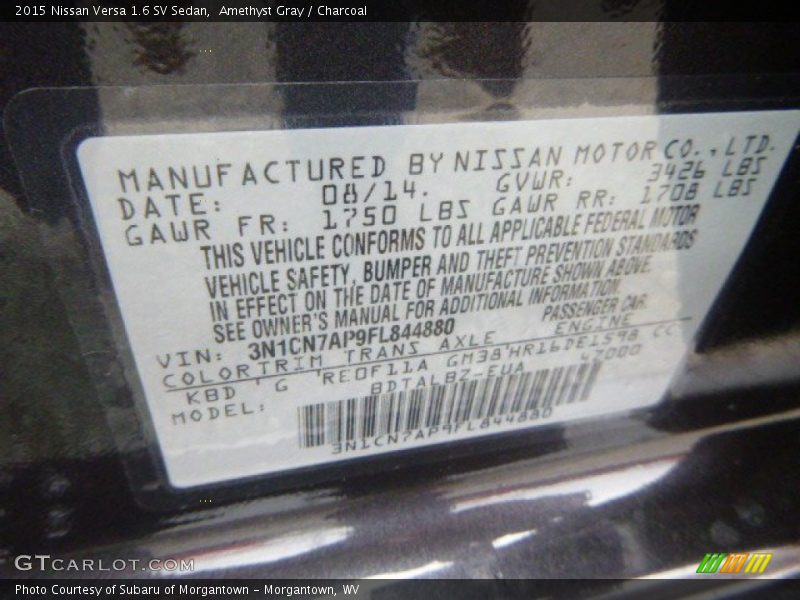 2015 Nissan Versa 1.6 SV Sedan, Amethyst Gray / Charcoal
MANUFACTURED BY NISSAN MOTOR CO., LTD.
DATE: 08/14. GVWR: 3426 LBS
GAWR FR: 1750 LBS GAWR RR: 1708 LBS
THIS VEHICLE CONFORMS TO ALL APPLICABLE FEDERAL MOTOR
VEHICLE SAFETY, BUMPER AND THEFT PREVENTION STANDARDS
IN EFFECT ON THE DATE OF MANUFACTURE SHOWN ABOVE.
SEE OWNER'S MANUAL FOR ADDITIONAL INFORMATION.
VIN: 3N1CN7AP9FL844880 PASSENGER CAR.
COLOR TRIM TRANS AXLE ENGINE
KBD G RE0F11A GM38 HR16DE1598 CC
MODEL: BDTALBZ-EUA 47000
3N1CN7AP9FL844880
GTCARLOT.COM
Photo Courtesy of Subaru of Morgantown - Morgantown, WV